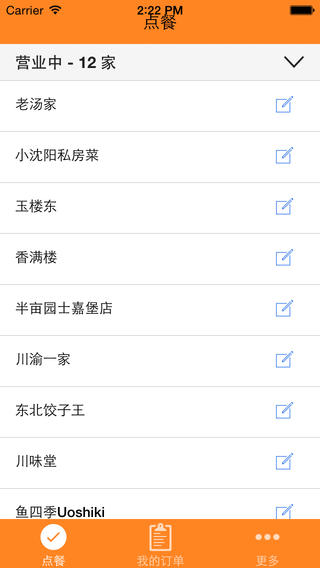 Carrier 2:22 PM
点餐
营业中 - 12 家
老汤家
小沈阳私房菜
玉楼东
香满楼
半亩园士嘉堡店
川渝一家
东北饺子王
川味堂
鱼四季Uoshiki
点餐 我的订单 更多